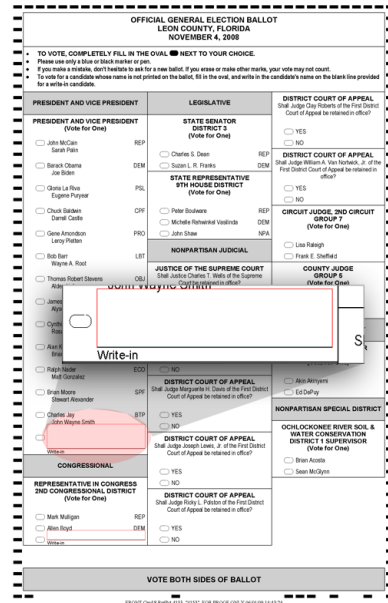 OFFICIAL GENERAL ELECTION BALLOT
LEON COUNTY, FLORIDA
NOVEMBER 4, 2008
TO VOTE, COMPLETELY FILL IN THE OVAL NEXT TO YOUR CHOICE.
Please use only a blue or black marker or pen.
If you make a mistake, don't hesitate to ask for a new ballot. If you erase or make other marks, your vote may not count.
To vote for a candidate whose name is not printed on the ballot, fill in the oval, and write in the candidate's name on the blank line provided
for a write-in candidate.
PRESIDENT AND VICE PRESIDENT
PRESIDENT AND VICE PRESIDENT
(Vote for One)
John McCain REP
Sarah Palin
Barack Obama DEM
Joe Biden
Gloria La Riva PSL
Eugene Puryear
Chuck Baldwin CPF
Darrell Castle
Gene Amondson PRO
Leroy Pletten
Bob Barr LBT
Wayne A. Root
Thomas Robert Stevens OBJ
Alde
James
Alys
Cynthi
Ros
Alan K
Brian
Ralph Nader ECO
Matt Gonzalez
Brian Moore SPF
Stewart Alexander
Charles Jay BTP
John Wayne Smith
Write-in
CONGRESSIONAL
REPRESENTATIVE IN CONGRESS
2ND CONGRESSIONAL DISTRICT
(Vote for One)
Mark Mulligan REP
Allen Boyd DEM
Write-in
LEGISLATIVE
STATE SENATOR
DISTRICT 3
(Vote for One)
Charles S. Dean REP
Suzan L.R. Franks DEM
STATE REPRESENTATIVE
9TH HOUSE DISTRICT
(Vote for One)
Peter Boulware REP
Michelle Rehwinkel Vasilinda DEM
John Shaw NPA
NONPARTISAN JUDICIAL
JUSTICE OF THE SUPREME COURT
Shall Justice Charles T. Wells of the Supreme
Court be retained in office?
John Wayne Smith
Write-in
S
NO
DISTRICT COURT OF APPEAL
Shall Judge Marguerite H. Davis of the First District
Court of Appeal be retained in office?
YES
NO
DISTRICT COURT OF APPEAL
Shall Judge Joseph Lewis, Jr. of the First District
Court of Appeal be retained in office?
YES
NO
DISTRICT COURT OF APPEAL
Shall Judge Ricky L. Polston of the First District
Court of Appeal be retained in office?
YES
NO
DISTRICT COURT OF APPEAL
Shall Judge Clay Roberts of the First District
Court of Appeal be retained in office?
YES
NO
DISTRICT COURT OF APPEAL
Shall Judge William A. Van Nortwick, Jr. of the
First District Court of Appeal be retained in
office?
YES
NO
CIRCUIT JUDGE, 2ND CIRCUIT
GROUP 7
(Vote for One)
Lisa Raleigh
Frank E. Sheffield
COUNTY JUDGE
GROUP 5
(Vote for One)
Akin Akinyemi
Ed DePuy
NONPARTISAN SPECIAL DISTRICT
OCHLOCKONEE RIVER SOIL &
WATER CONSERVATION
DISTRICT 1 SUPERVISOR
(Vote for One)
Brian Acosta
Sean McGlynn
VOTE BOTH SIDES OF BALLOT